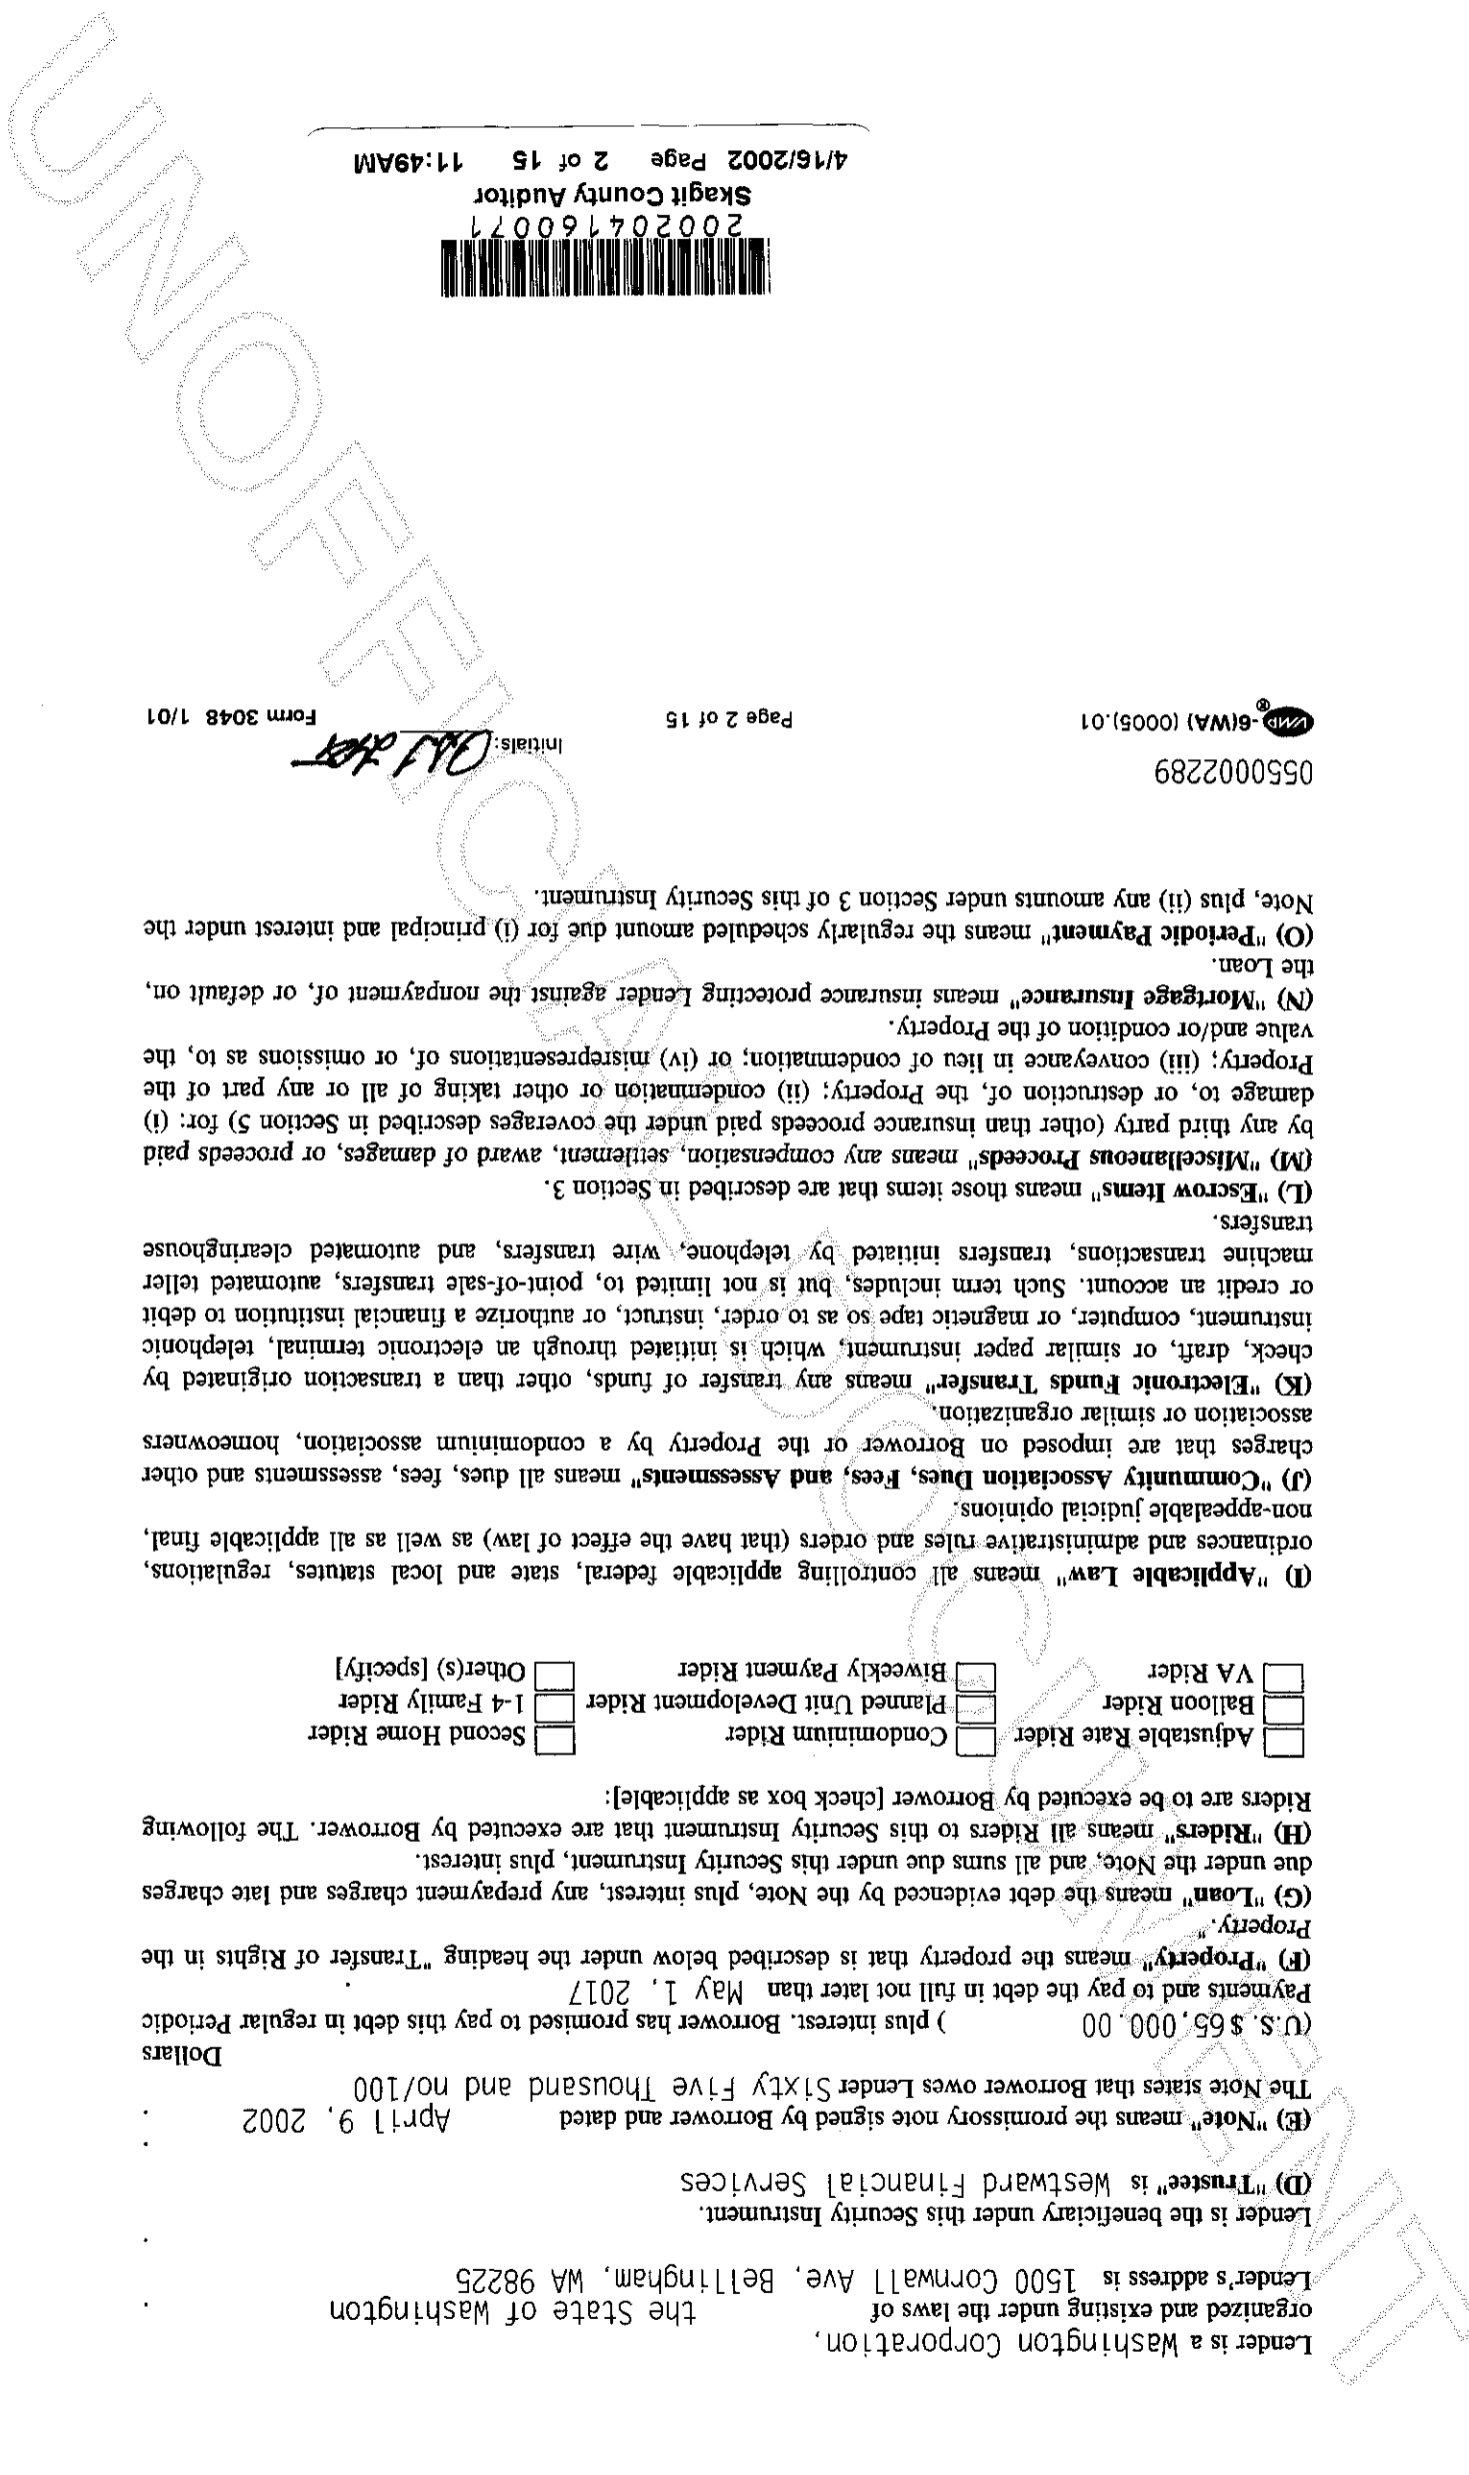 Lender is a Washington Corporation,
organized and existing under the laws of the State of Washington .
Lender's address is 1500 Cornwall Ave, Bellingham, WA 98225
.
Lender is the beneficiary under this Security Instrument.
(D) "Trustee" is Westward Financial Services
.
(E) "Note" means the promissory note signed by Borrower and dated April 9, 2002 .
The Note states that Borrower owes Lender Sixty Five Thousand and no/100
Dollars
(U.S. $65,000.00 ) plus interest. Borrower has promised to pay this debt in regular Periodic
Payments and to pay the debt in full not later than May 1, 2017 .
(F) "Property" means the property that is described below under the heading "Transfer of Rights in the
Property."
(G) "Loan" means the debt evidenced by the Note, plus interest, any prepayment charges and late charges
due under the Note, and all sums due under this Security Instrument, plus interest.
(H) "Riders" means all Riders to this Security Instrument that are executed by Borrower. The following
Riders are to be executed by Borrower [check box as applicable]:
Adjustable Rate Rider Condominium Rider Second Home Rider
Balloon Rider Planned Unit Development Rider 1-4 Family Rider
VA Rider Biweekly Payment Rider Other(s) [specify]
(I) "Applicable Law" means all controlling applicable federal, state and local statutes, regulations,
ordinances and administrative rules and orders (that have the effect of law) as well as all applicable final,
non-appealable judicial opinions.
(J) "Community Association Dues, Fees, and Assessments" means all dues, fees, assessments and other
charges that are imposed on Borrower or the Property by a condominium association, homeowners
association or similar organization.
(K) "Electronic Funds Transfer" means any transfer of funds, other than a transaction originated by
check, draft, or similar paper instrument, which is initiated through an electronic terminal, telephonic
instrument, computer, or magnetic tape so as to order, instruct, or authorize a financial institution to debit
or credit an account. Such term includes, but is not limited to, point-of-sale transfers, automated teller
machine transactions, transfers initiated by telephone, wire transfers, and automated clearinghouse
transfers.
(L) "Escrow Items" means those items that are described in Section 3.
(M) "Miscellaneous Proceeds" means any compensation, settlement, award of damages, or proceeds paid
by any third party (other than insurance proceeds paid under the coverages described in Section 5) for: (i)
damage to, or destruction of, the Property; (ii) condemnation or other taking of all or any part of the
Property; (iii) conveyance in lieu of condemnation; or (iv) misrepresentations of, or omissions as to, the
value and/or condition of the Property.
(N) "Mortgage Insurance" means insurance protecting Lender against the nonpayment of, or default on,
the Loan.
(O) "Periodic Payment" means the regularly scheduled amount due for (i) principal and interest under the
Note, plus (ii) any amounts under Section 3 of this Security Instrument.
0550002289
Initials:
VMP®-6(WA) (0005).01 Page 2 of 15 Form 3048 1/01
200204160071
Skagit County Auditor
4/16/2002 Page 2 of 15 11:49AM
UNOFFICIAL DOCUMENT